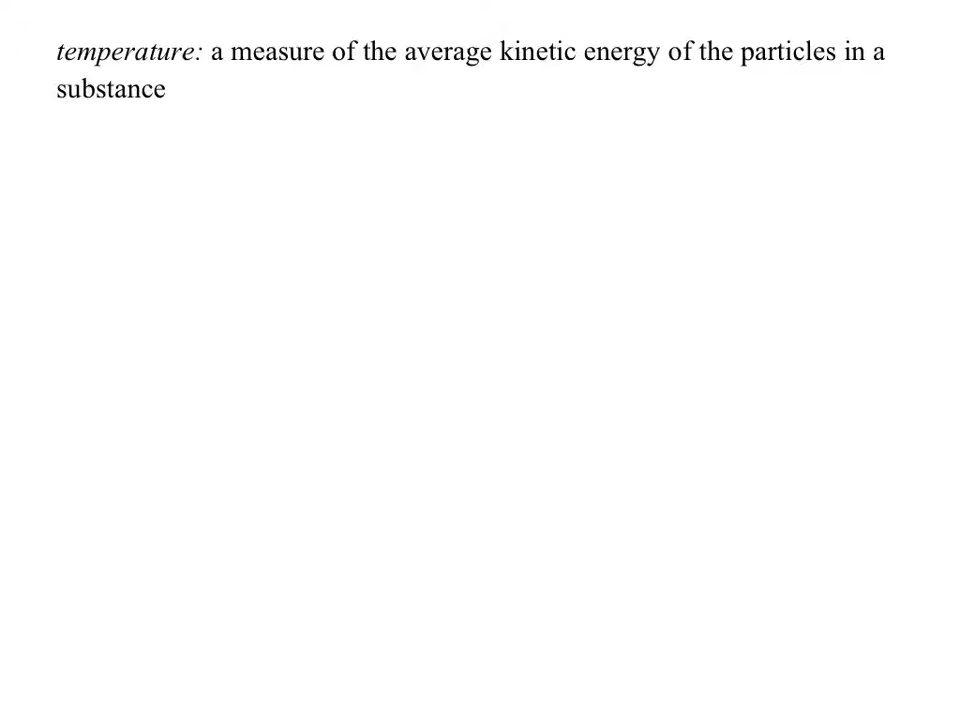 temperature: a measure of the average kinetic energy of the particles in a
substance